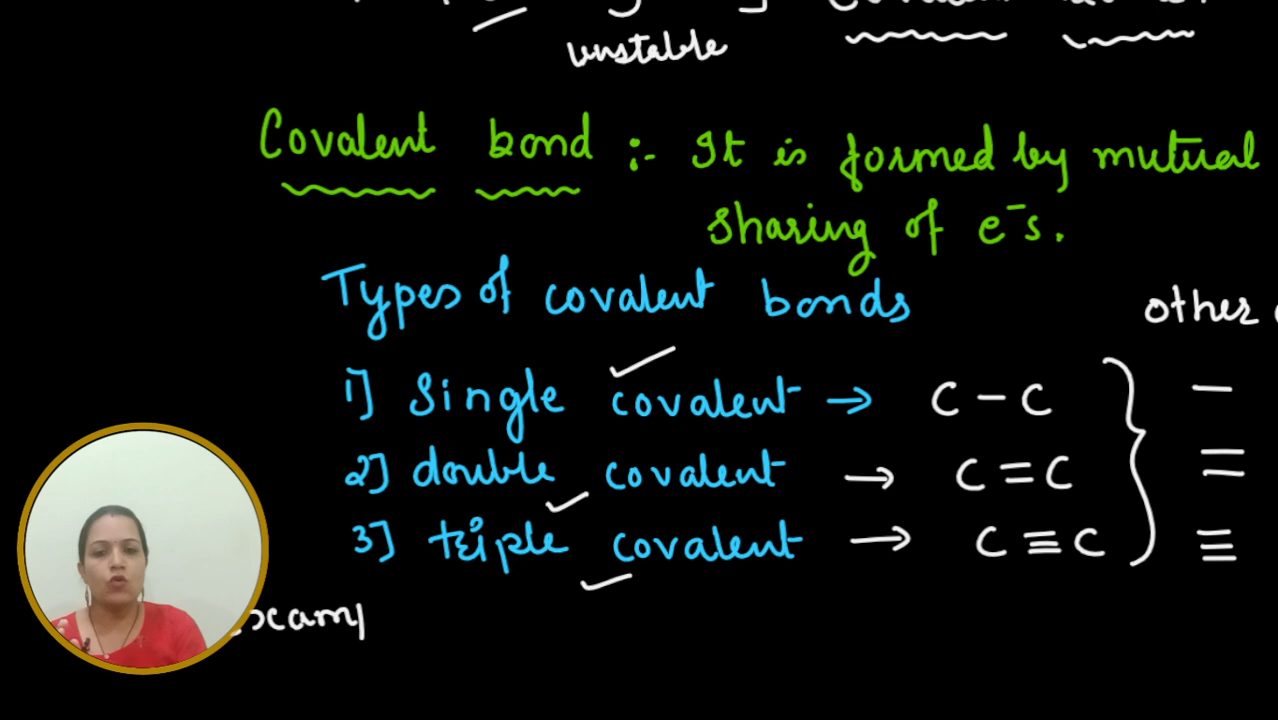 unstable
Covalent bond :- It is formed by mutual
sharing of e⁻s.
Types of covalent bonds
other
1] Single covalent → C – C
2] double covalent → C = C
3] triple covalent → C ≡ C